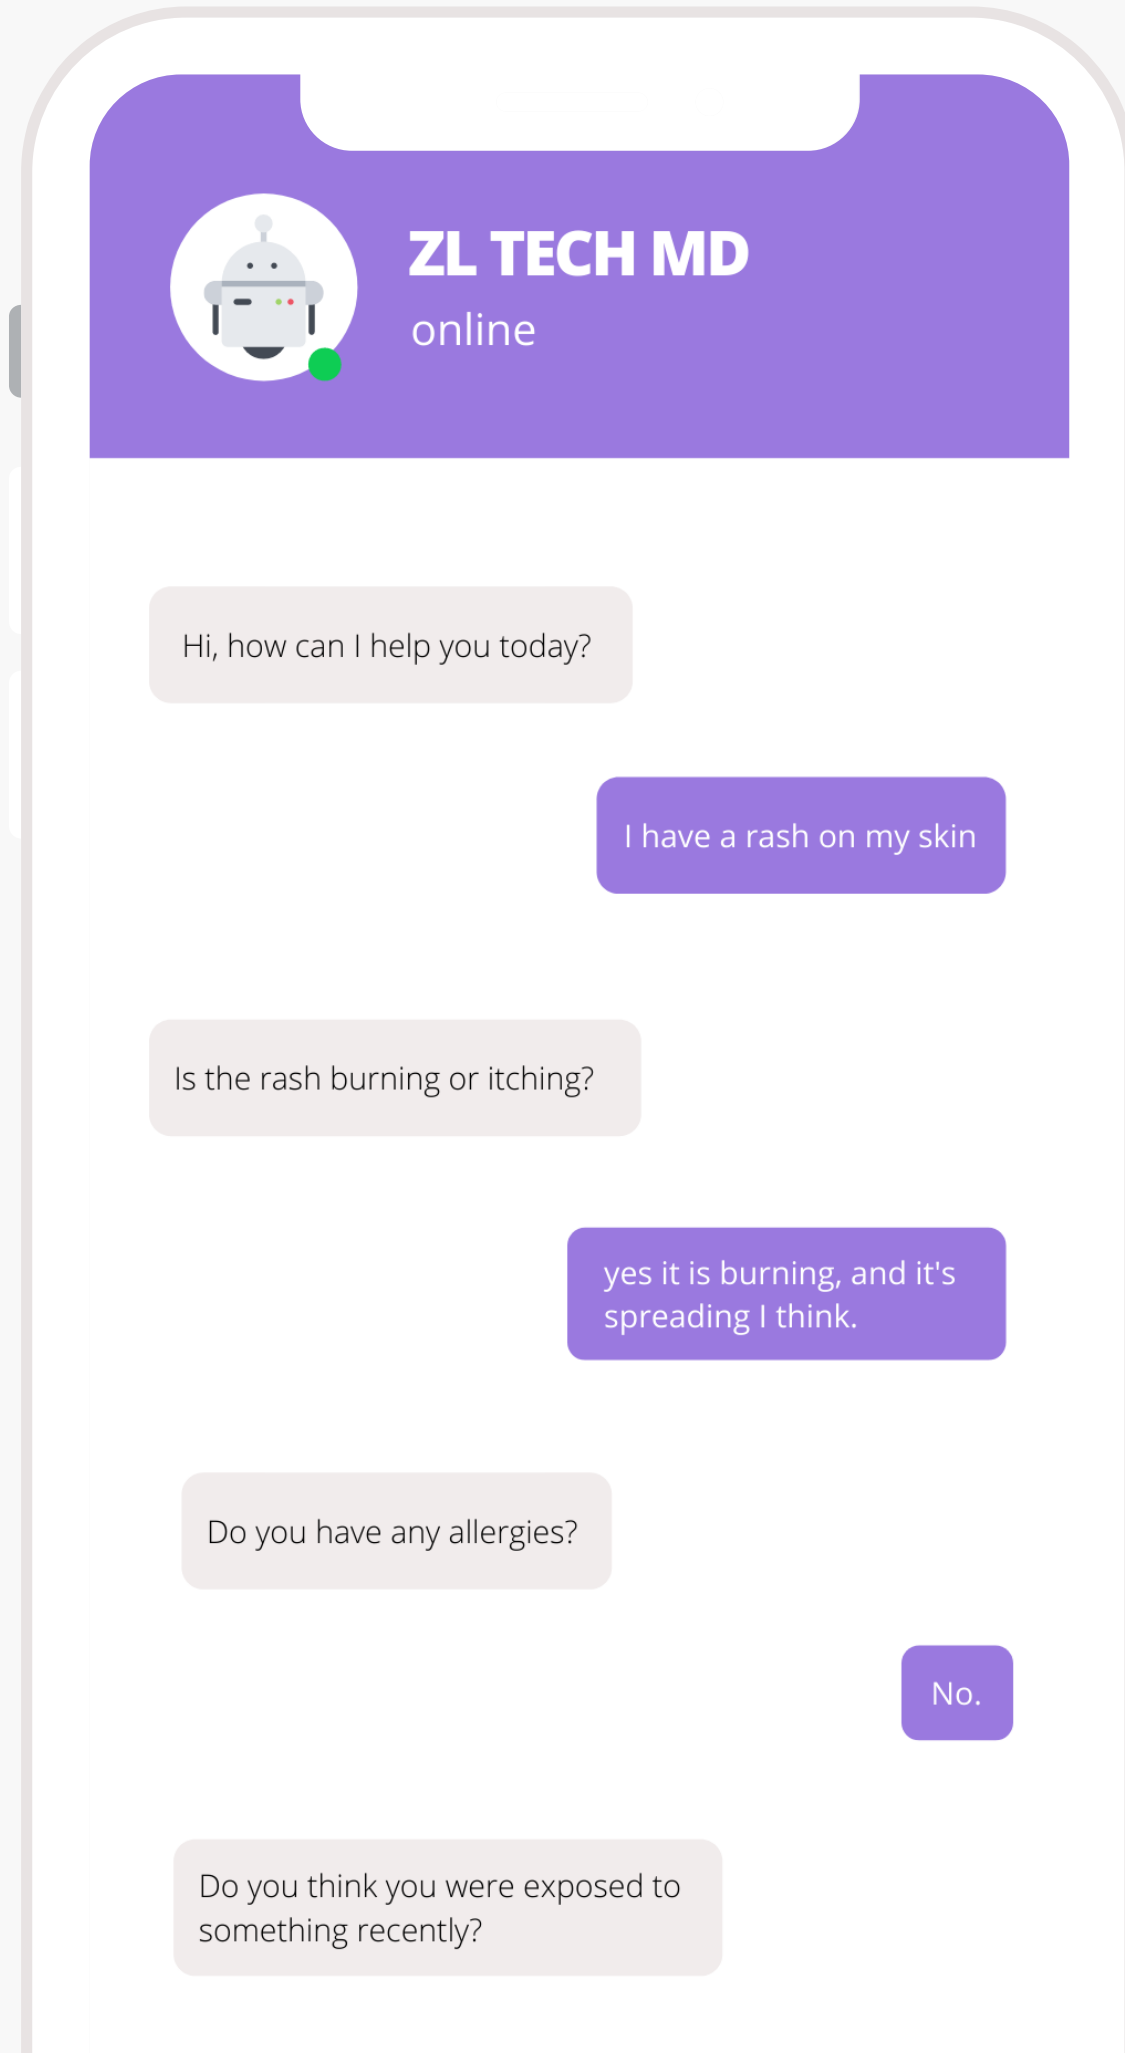 ZL TECH MD
online
Hi, how can I help you today?
I have a rash on my skin
Is the rash burning or itching?
yes it is burning, and it's
spreading I think.
Do you have any allergies?
No.
Do you think you were exposed to
something recently?